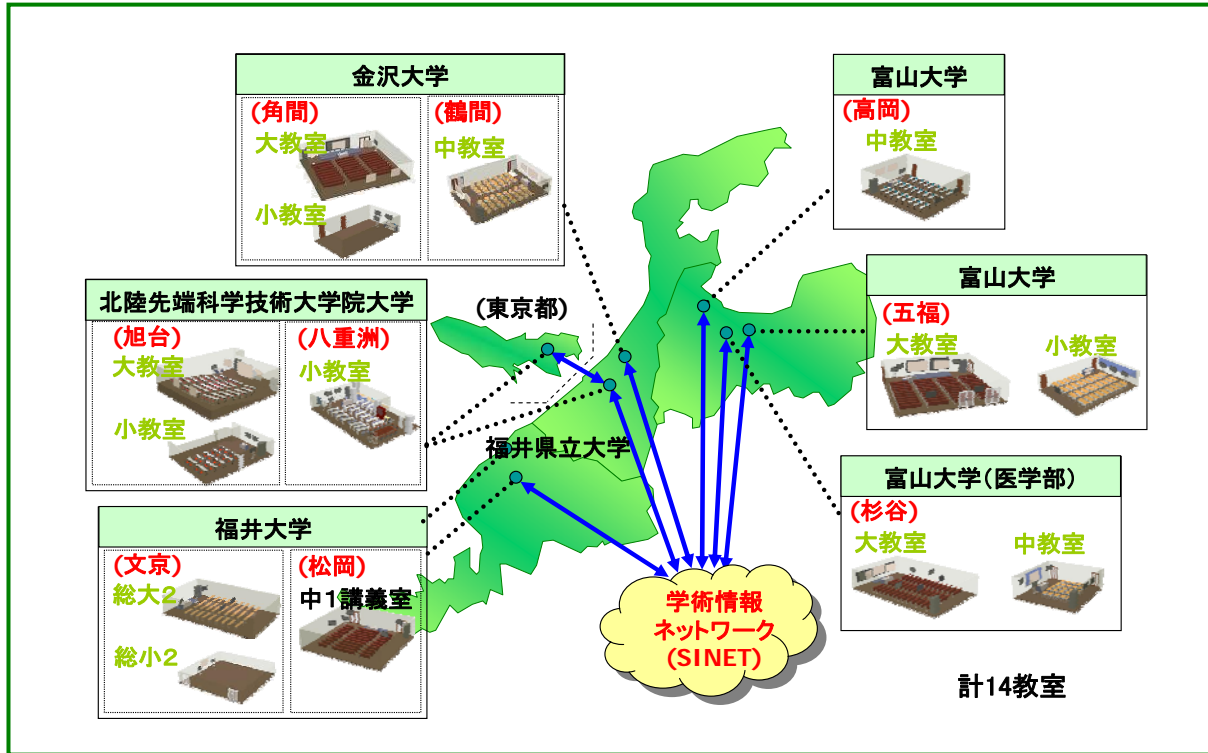 金沢大学
(角間)
大教室
小教室
(鶴間)
中教室
富山大学
(高岡)
中教室
北陸先端科学技術大学院大学
(旭台)
大教室
小教室
(八重洲)
小教室
(東京都)
富山大学
(五福)
大教室
小教室
福井県立大学
富山大学(医学部)
(杉谷)
大教室
中教室
福井大学
(文京)
総大2
総小2
(松岡)
中1講義室
学術情報
ネットワーク
(SINET)
計14教室